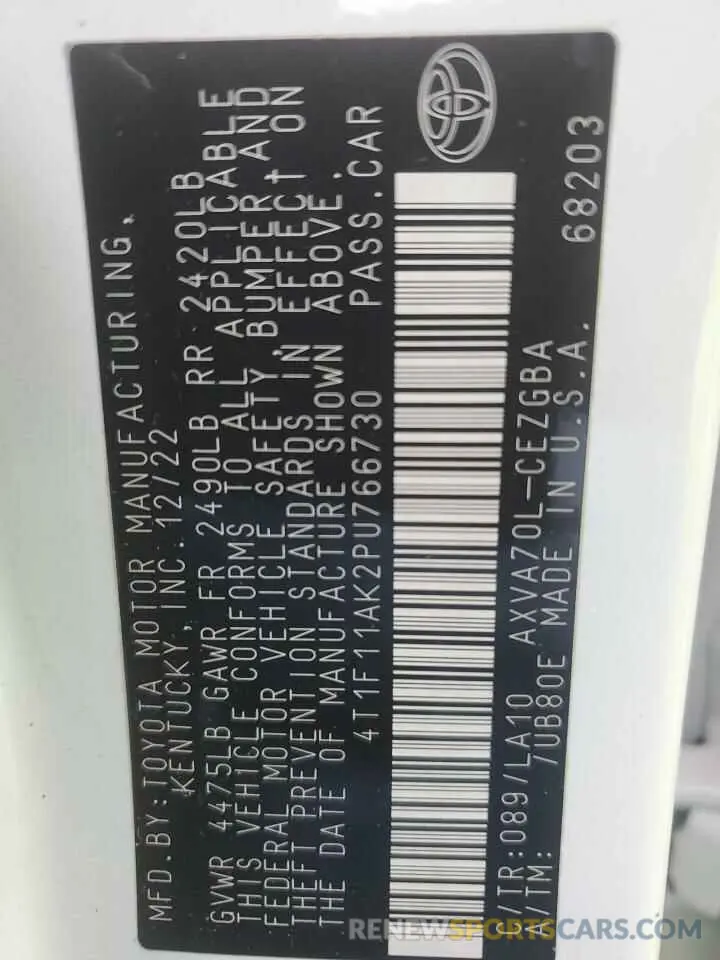 MFD.BY:TOYOTA MOTOR MANUFACTURING,
KENTUCKY, INC. 12/22
GVWR 4475LB GAWR FR 2490LB RR 2420LB
THIS VEHICLE CONFORMS TO ALL APPLICABLE
FEDERAL MOTOR VEHICLE SAFETY, BUMPER AND
THEFT PREVENTION STANDARDS IN EFFECT ON
THE DATE OF MANUFACTURE SHOWN ABOVE.
4T1F11AK2PU766730 PASS.CAR
C/TR:089/LA10 AXVA70L-CEZGBA 68203
A/TM: /UB80E MADE IN U.S.A.
RENEWSPORTSCARS.COM